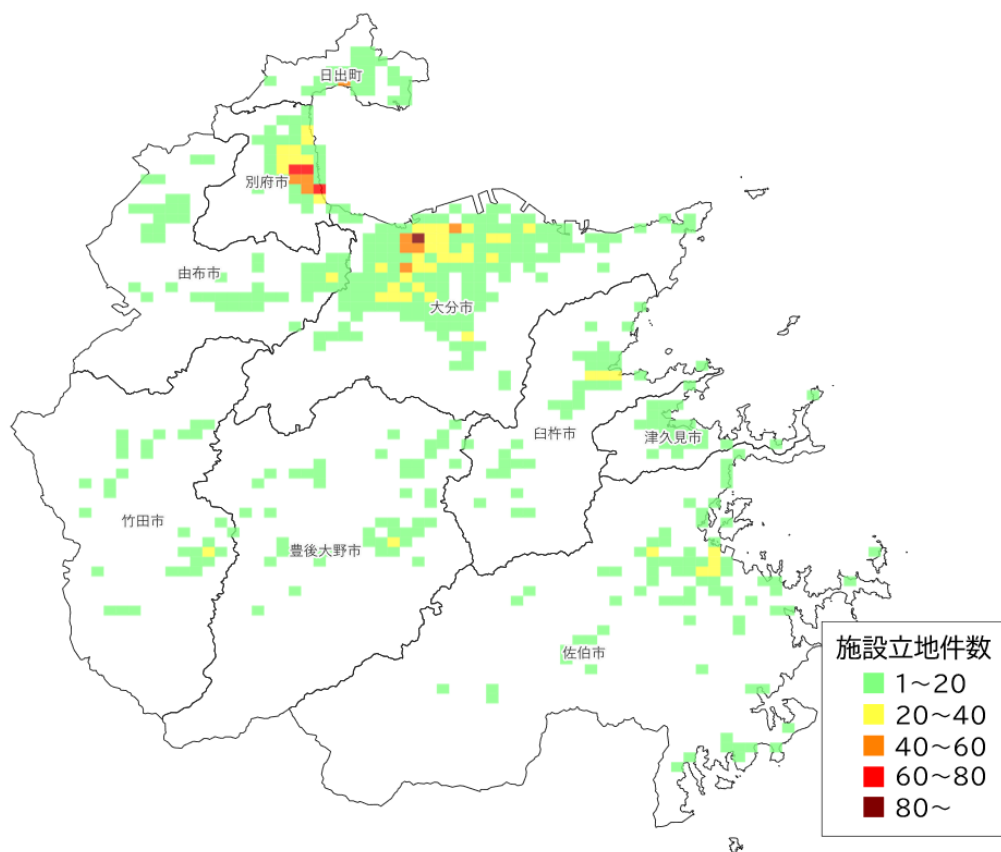 日出町
別府市
由布市
大分市
臼杵市
津久見市
竹田市
豊後大野市
佐伯市
施設立地件数
1～20
20～40
40～60
60～80
80～